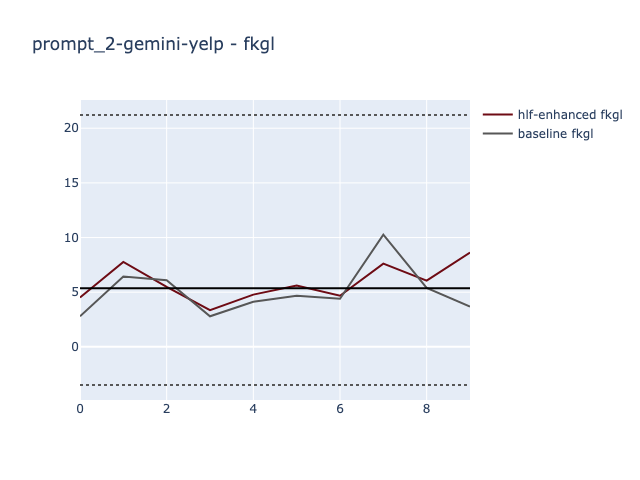 prompt_2-gemini-yelp - fkgl
hlf-enhanced fkgl
baseline fkgl
20
15
10
5
0
0 2 4 6 8